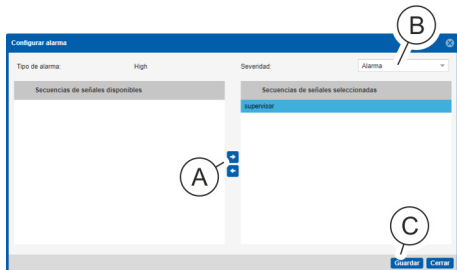 B
Configurar alarma
Tipo de alarma: High Severidad: Alarma
Secuencias de señales disponibles Secuencias de señales seleccionadas
supervisor
A
C
Guardar Cerrar